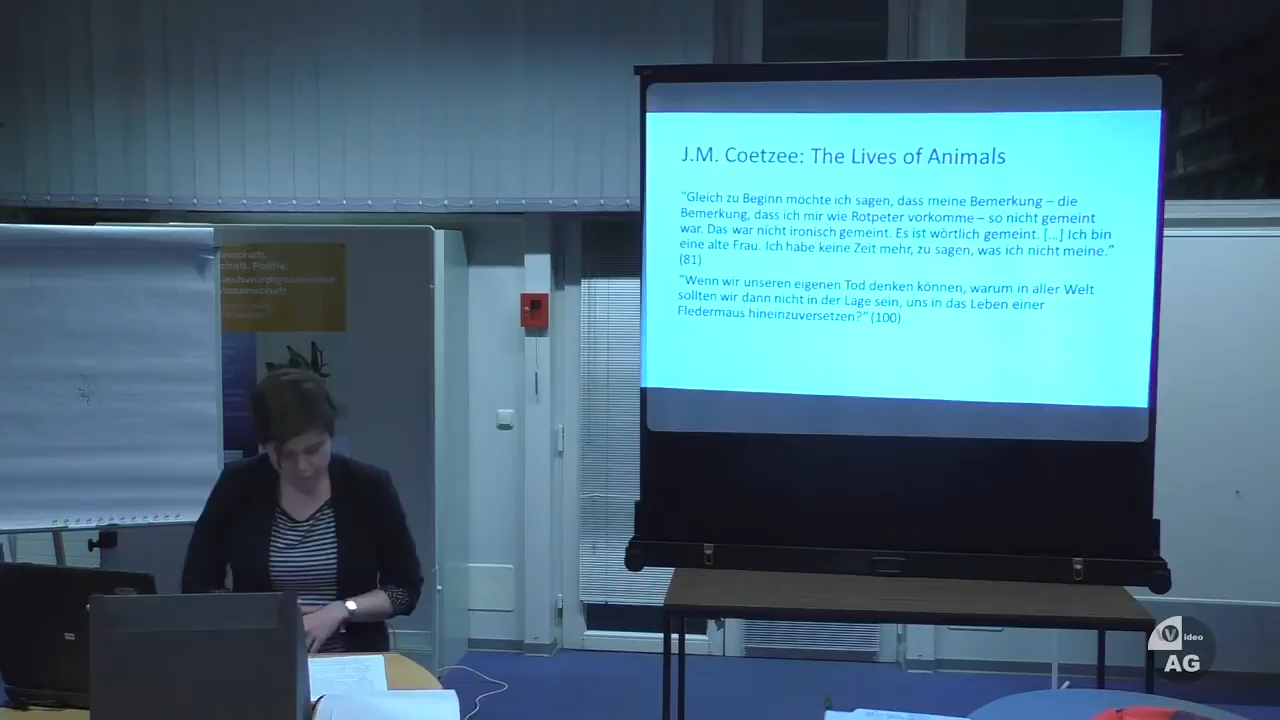 J.M. Coetzee: The Lives of Animals
"Gleich zu Beginn möchte ich sagen, dass meine Bemerkung – die
Bemerkung, dass ich mir wie Rotpeter vorkomme – so nicht gemeint
war. Das war nicht ironisch gemeint. Es ist wörtlich gemeint. [...] Ich bin
eine alte Frau. Ich habe keine Zeit mehr, zu sagen, was ich nicht meine."
(81)
"Wenn wir unseren eigenen Tod denken können, warum in aller Welt
sollten wir dann nicht in der Lage sein, uns in das Leben einer
Fledermaus hineinzuversetzen?" (100)
Politik:
Video
AG